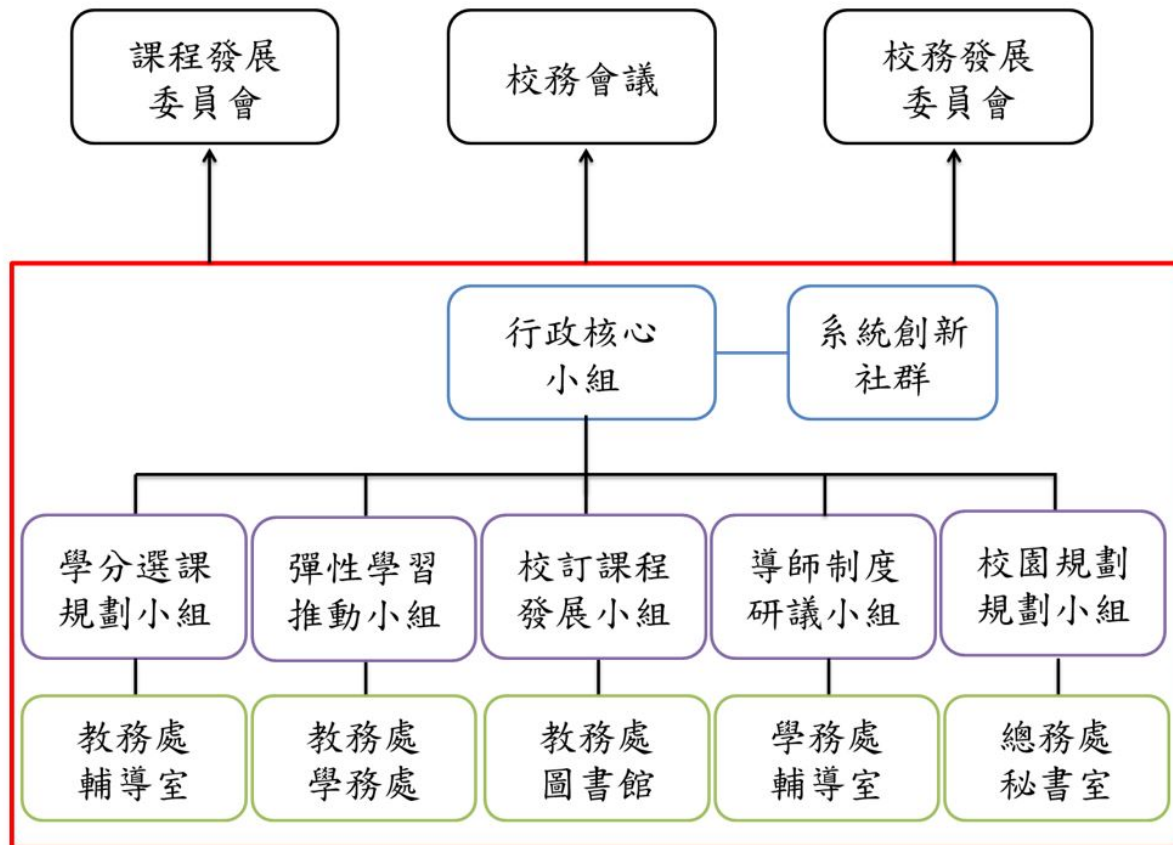 課程發展
委員會
校務會議
校務發展
委員會
行政核心
小組
系統創新
社群
學分選課
規劃小組
彈性學習
推動小組
校訂課程
發展小組
導師制度
研議小組
校園規劃
規劃小組
教務處
輔導室
教務處
學務處
教務處
圖書館
學務處
輔導室
總務處
秘書室